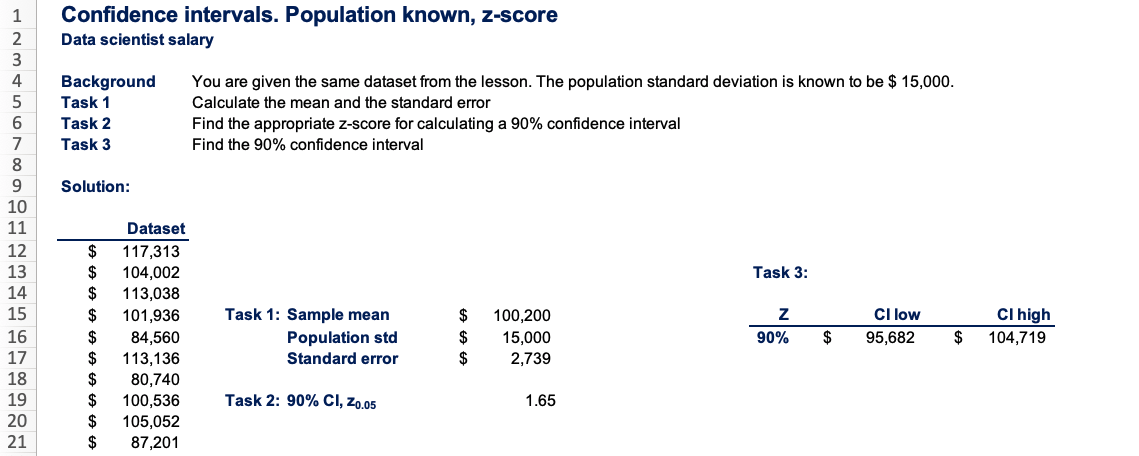 1 Confidence intervals. Population known, z-score
2 Data scientist salary
3
4 Background You are given the same dataset from the lesson. The population standard deviation is known to be $ 15,000.
5 Task 1 Calculate the mean and the standard error
6 Task 2 Find the appropriate z-score for calculating a 90% confidence interval
7 Task 3 Find the 90% confidence interval
8
9 Solution:
10
11 Dataset
12 $ 117,313
13 $ 104,002 Task 3:
14 $ 113,038
15 $ 101,936 Task 1: Sample mean $ 100,200 Z CI low CI high
16 $ 84,560 Population std $ 15,000 90% $ 95,682 $ 104,719
17 $ 113,136 Standard error $ 2,739
18 $ 80,740
19 $ 100,536 Task 2: 90% CI, z0.05 1.65
20 $ 105,052
21 $ 87,201